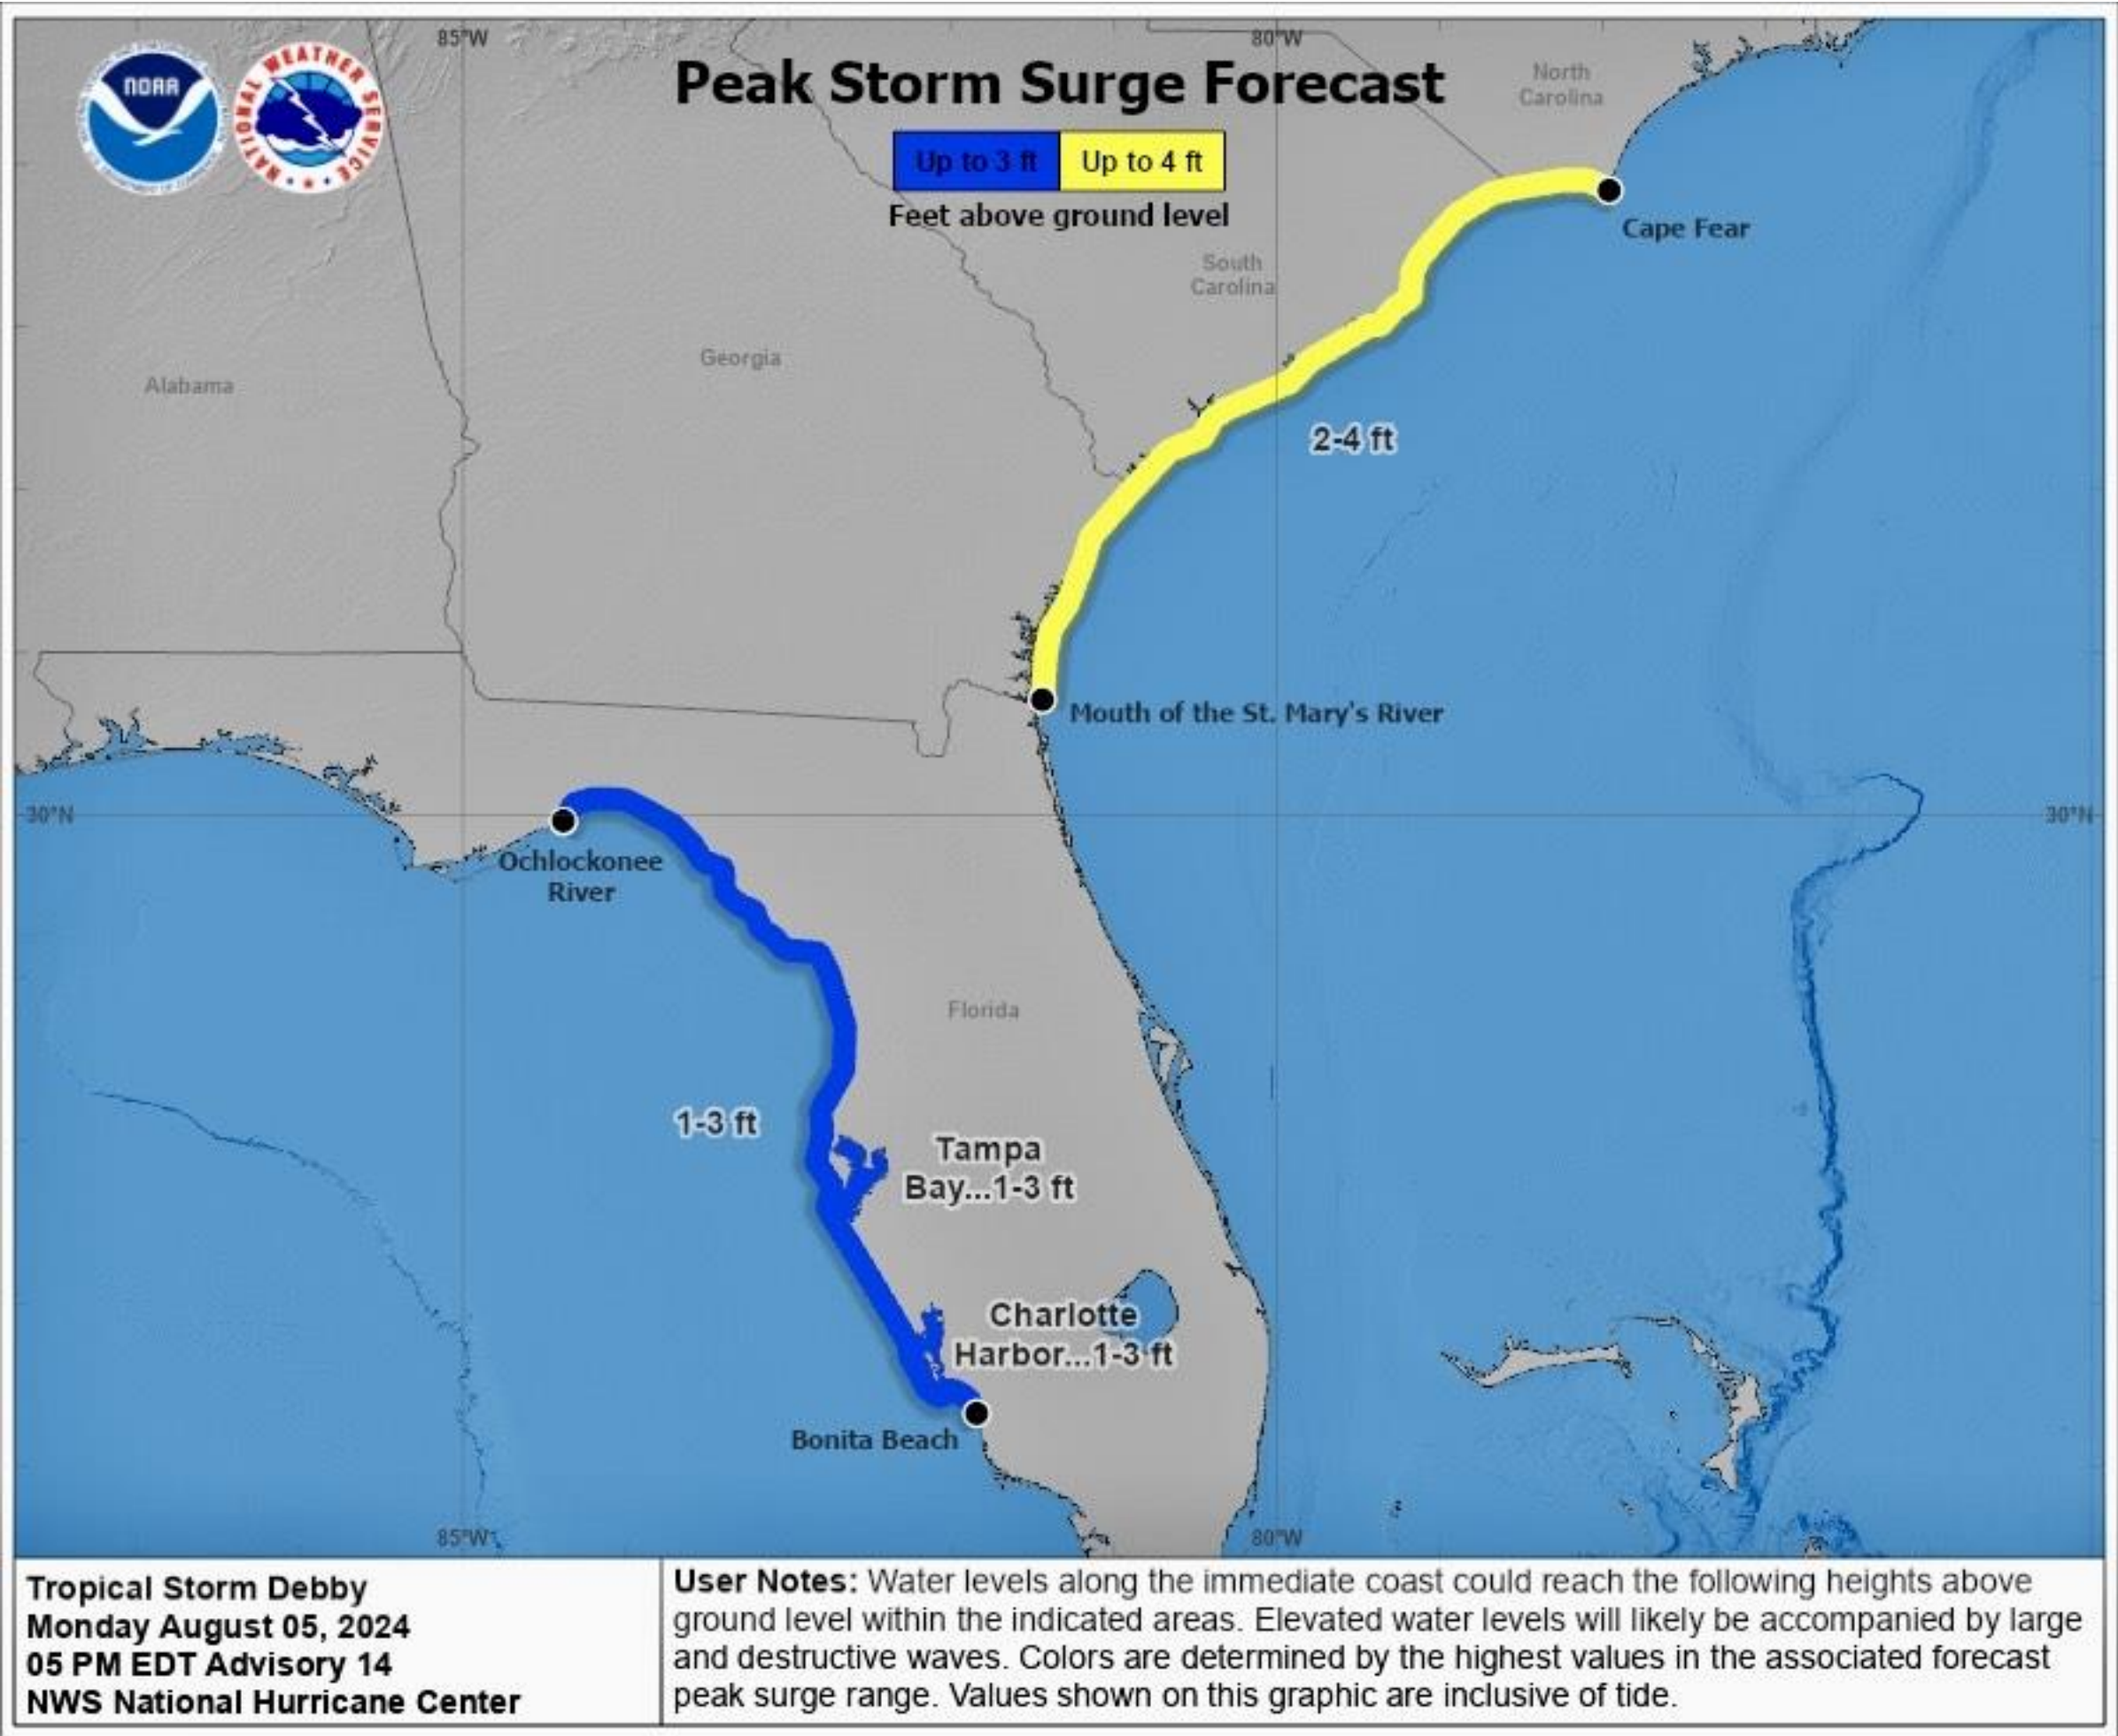 85°W
80°W
NOAA
NATIONAL WEATHER SERVICE
Peak Storm Surge Forecast
Up to 3 ft Up to 4 ft
Feet above ground level
North
Carolina
Cape Fear
South
Carolina
Georgia
Alabama
2-4 ft
Mouth of the St. Mary's River
30°N
30°N
Ochlockonee
River
Florida
1-3 ft
Tampa
Bay...1-3 ft
Charlotte
Harbor...1-3 ft
Bonita Beach
85°W
80°W
Tropical Storm Debby
Monday August 05, 2024
05 PM EDT Advisory 14
NWS National Hurricane Center
User Notes: Water levels along the immediate coast could reach the following heights above
ground level within the indicated areas. Elevated water levels will likely be accompanied by large
and destructive waves. Colors are determined by the highest values in the associated forecast
peak surge range. Values shown on this graphic are inclusive of tide.